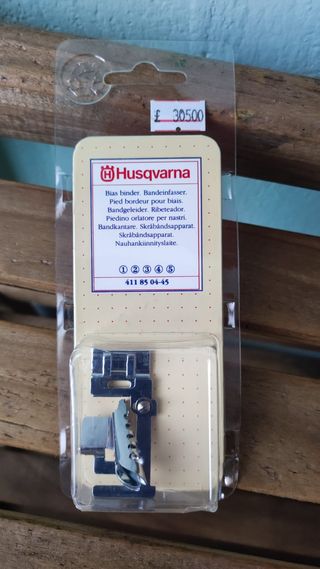 £ 30500
Husqvarna
Bias binder. Bandeinfasser.
Pied bordeur pour biais.
Bandgeleider. Ribeteador.
Piedino orlatore per nastri.
Bandkantare. Skråbåndsapparat.
Skråbåndsapparat.
Nauhankiinnityslaite.
① ② ③ ④ ⑤
411 85 04-45